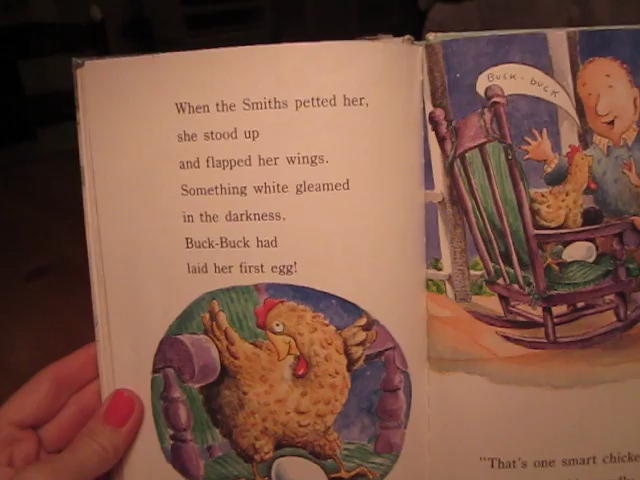 When the Smiths petted her,
she stood up
and flapped her wings.
Something white gleamed
in the darkness.
Buck-Buck had
laid her first egg!
BUCK-BUCK
"That's one smart